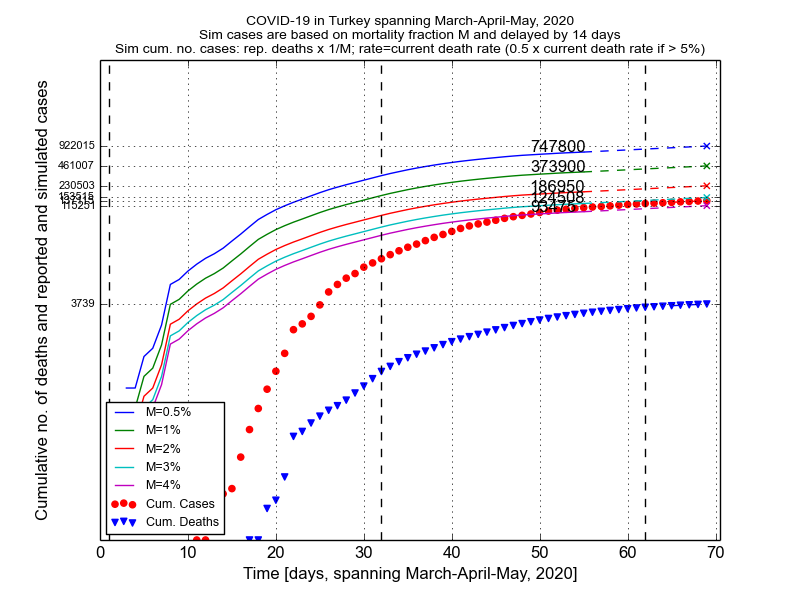 COVID-19 in Turkey spanning March-April-May, 2020
Sim cases are based on mortality fraction M and delayed by 14 days
Sim cum. no. cases: rep. deaths x 1/M; rate=current death rate (0.5 x current death rate if > 5%)
Cumulative no. of deaths and reported and simulated cases
922015
461007
230503
153515
115251
3739
747800
373900
186950
124508
93475
M=0.5%
M=1%
M=2%
M=3%
M=4%
Cum. Cases
Cum. Deaths
0 10 20 30 40 50 60 70
Time [days, spanning March-April-May, 2020]